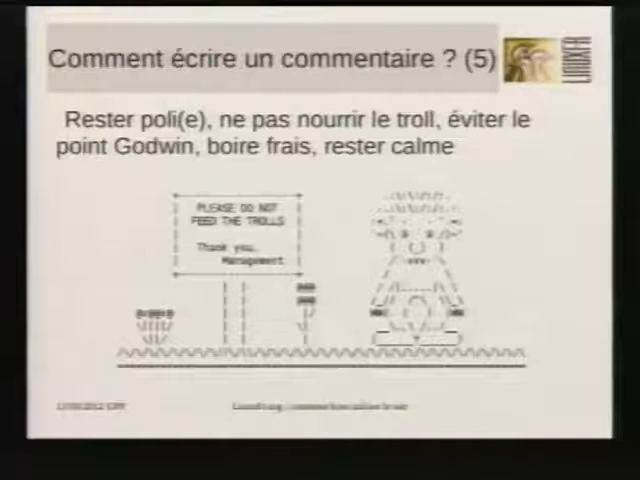 Comment écrire un commentaire ? (5)
LINUXFR
Rester poli(e), ne pas nourrir le troll, éviter le
point Godwin, boire frais, rester calme
PLEASE DO NOT
FEED THE TROLLS
Thank you,
Management